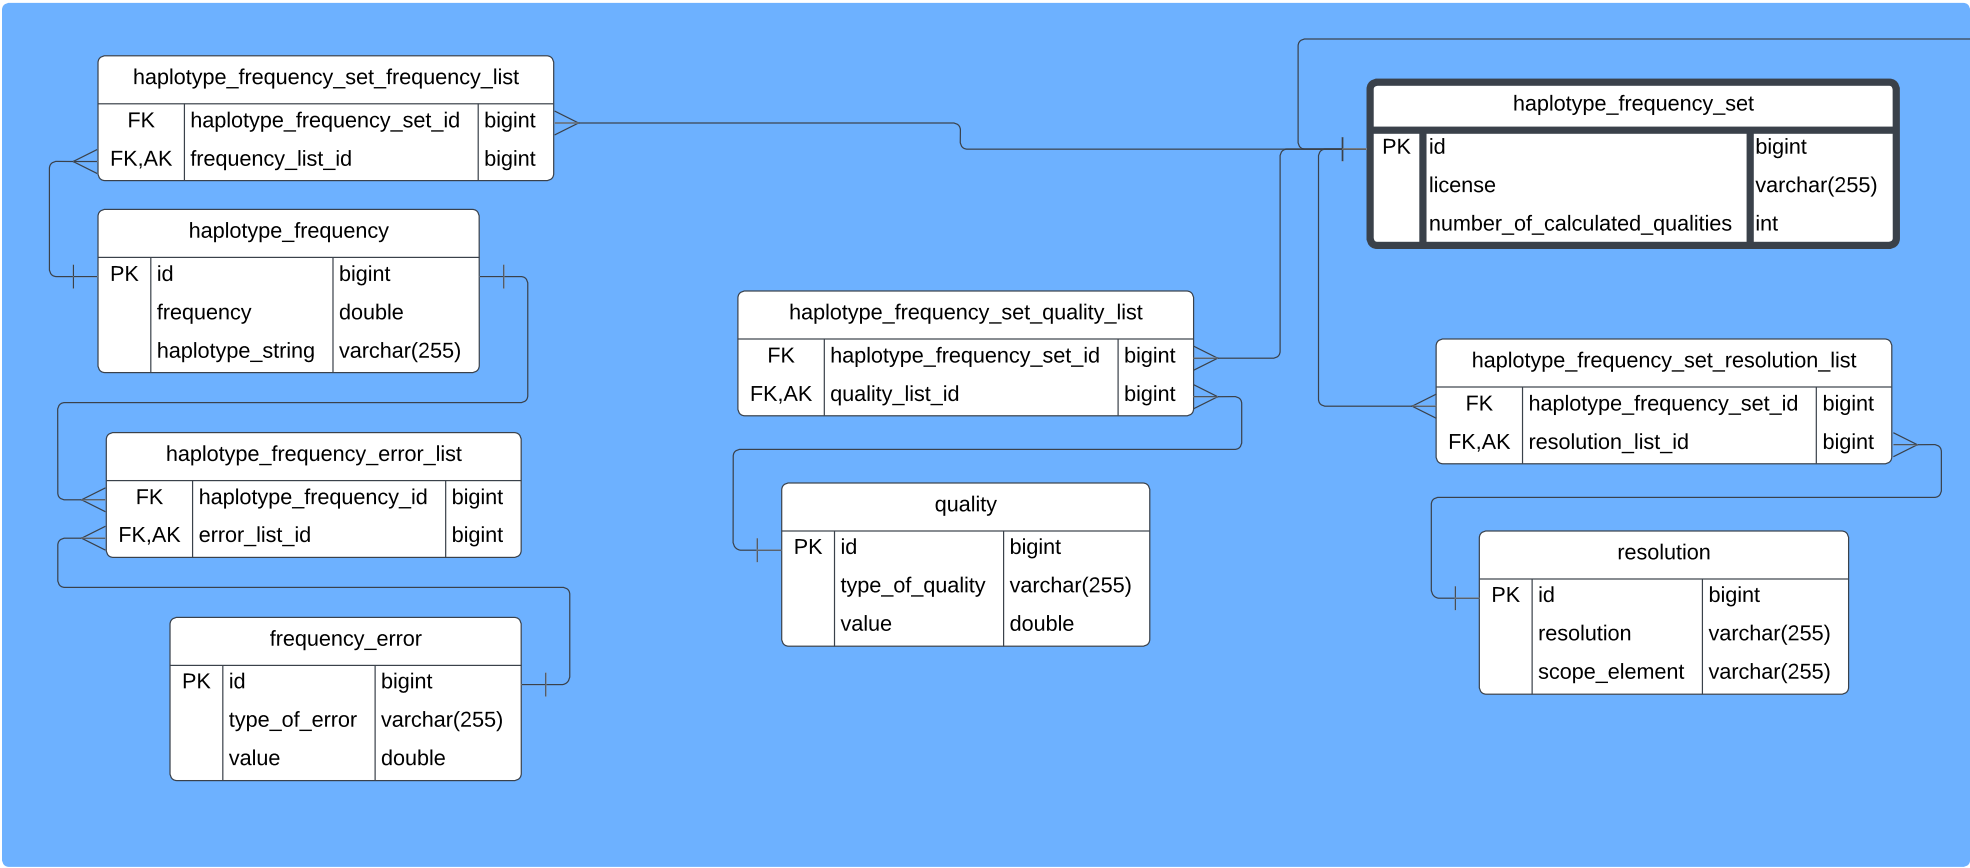 haplotype_frequency_set_frequency_list
FK haplotype_frequency_set_id bigint
FK,AK frequency_list_id bigint
haplotype_frequency
PK id bigint
frequency double
haplotype_string varchar(255)
haplotype_frequency_error_list
FK haplotype_frequency_id bigint
FK,AK error_list_id bigint
frequency_error
PK id bigint
type_of_error varchar(255)
value double
haplotype_frequency_set_quality_list
FK haplotype_frequency_set_id bigint
FK,AK quality_list_id bigint
quality
PK id bigint
type_of_quality varchar(255)
value double
haplotype_frequency_set
PK id bigint
license varchar(255)
number_of_calculated_qualities int
haplotype_frequency_set_resolution_list
FK haplotype_frequency_set_id bigint
FK,AK resolution_list_id bigint
resolution
PK id bigint
resolution varchar(255)
scope_element varchar(255)